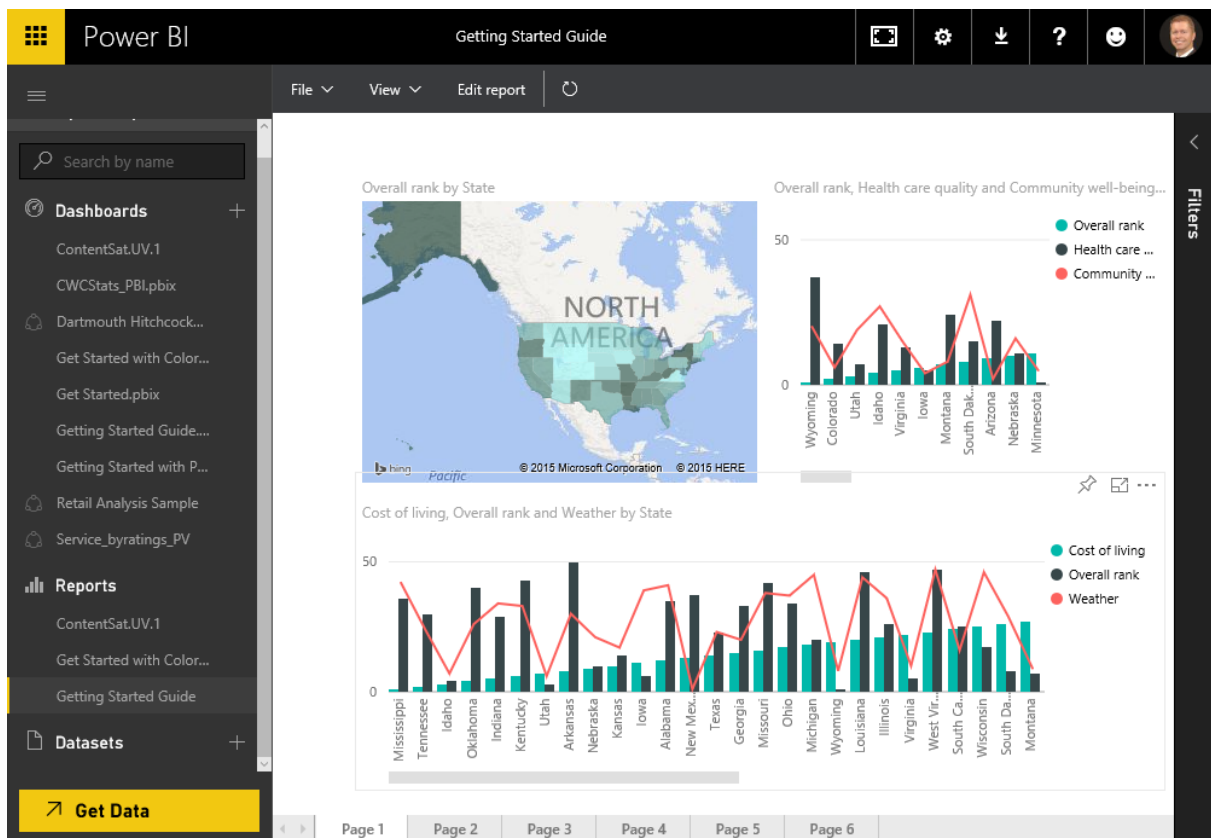 Power BI
Getting Started Guide
?
File
View
Edit report
Search by name
Dashboards
+
ContentSat.UV.1
CWCStats_PBI.pbix
Dartmouth Hitchcock...
Get Started with Color...
Get Started.pbix
Getting Started Guide....
Getting Started with P...
Retail Analysis Sample
Service_byratings_PV
Reports
ContentSat.UV.1
Get Started with Color...
Getting Started Guide
Datasets
+
Get Data
Overall rank by State
NORTH
AMERICA
bing
Pacific
© 2015 Microsoft Corporation © 2015 HERE
Overall rank, Health care quality and Community well-being...
Overall rank
Health care ...
Community ...
50
0
Wyoming
Colorado
Utah
Idaho
Virginia
Iowa
Montana
South Dak...
Arizona
Nebraska
Minnesota
Filters
Cost of living, Overall rank and Weather by State
Cost of living
Overall rank
Weather
50
0
Mississippi
Tennessee
Idaho
Oklahoma
Indiana
Kentucky
Utah
Arkansas
Nebraska
Kansas
Iowa
Alabama
New Mex...
Texas
Georgia
Missouri
Ohio
Michigan
Wyoming
Louisiana
Illinois
Virginia
West Vir...
South Ca...
Wisconsin
South Da...
Montana
Page 1
Page 2
Page 3
Page 4
Page 5
Page 6